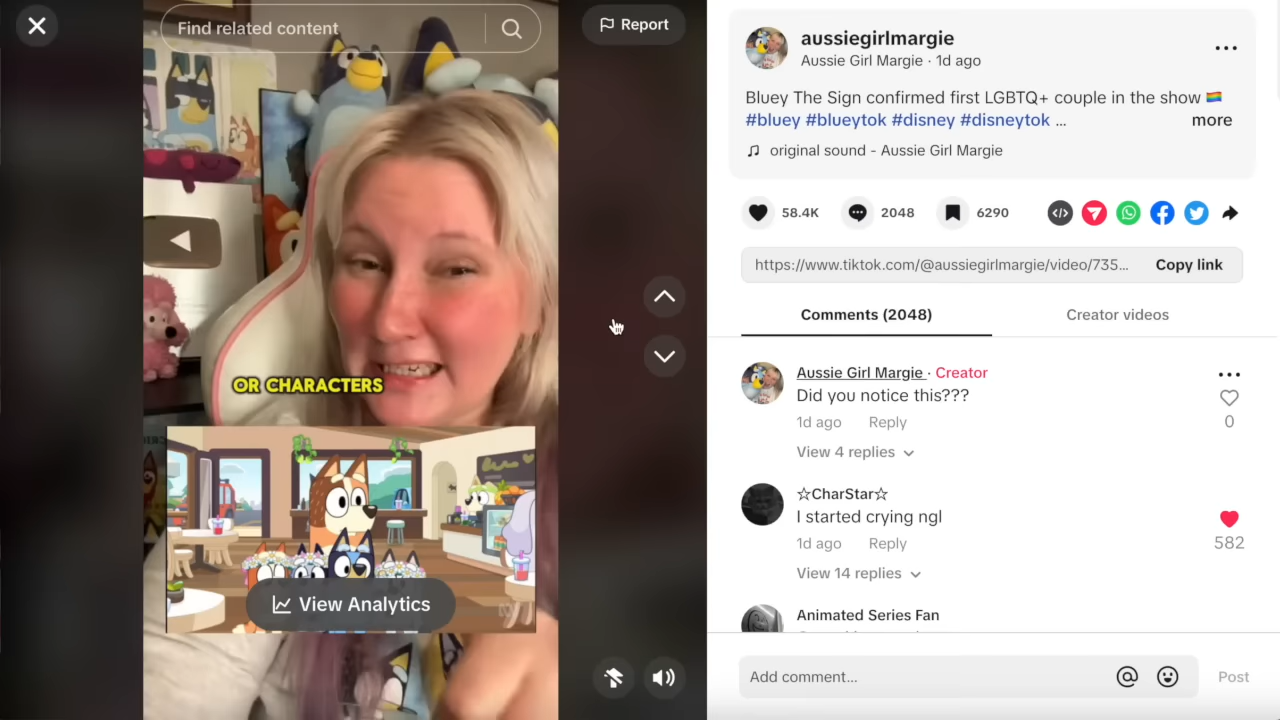 Find related content
Report
OR CHARACTERS
View Analytics
aussiegirlmargie
Aussie Girl Margie · 1d ago
Bluey The Sign confirmed first LGBTQ+ couple in the show 🏳️‍🌈
#bluey #blueytok #disney #disneytok ...
more
original sound - Aussie Girl Margie
58.4K
2048
6290
https://www.tiktok.com/@aussiegirlmargie/video/735...
Copy link
Comments (2048)
Creator videos
Aussie Girl Margie · Creator
Did you notice this???
1d ago Reply
0
View 4 replies
☆CharStar☆
I started crying ngl
1d ago Reply
582
View 14 replies
Animated Series Fan
Add comment...
Post